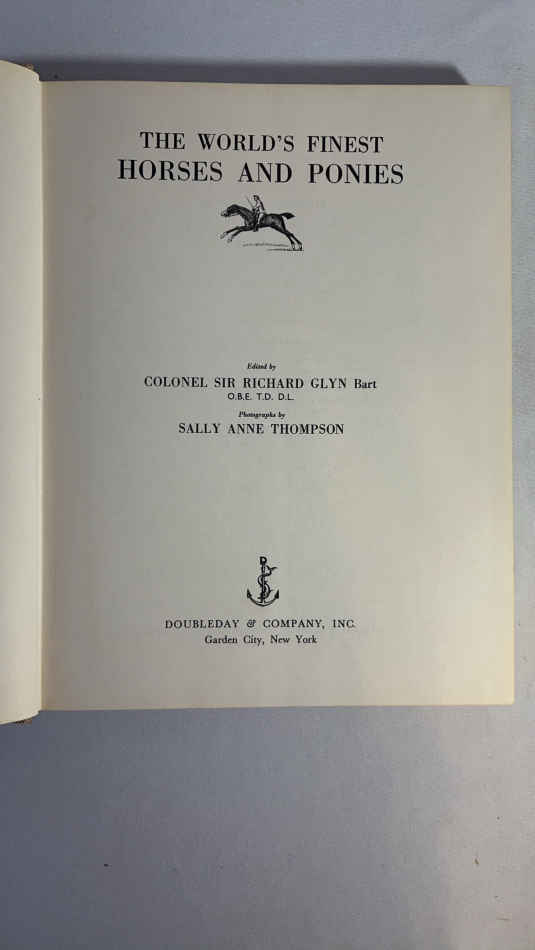 THE WORLD'S FINEST
HORSES AND PONIES
Edited by
COLONEL SIR RICHARD GLYN Bart
O.B.E. T.D. D.L.
Photographs by
SALLY ANNE THOMPSON
D
DOUBLEDAY & COMPANY, INC.
Garden City, New York